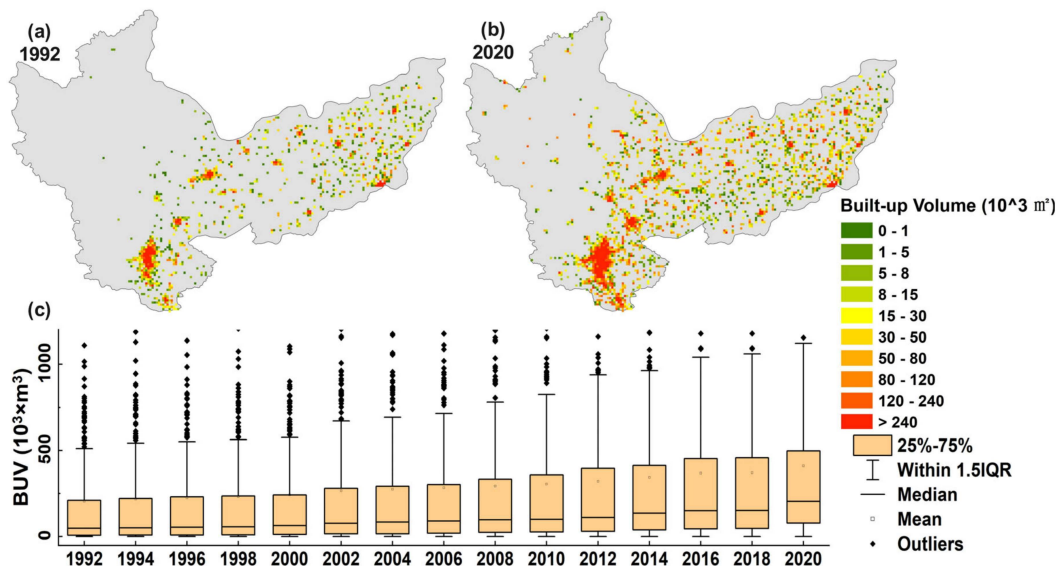 (a)
1992
(b)
2020
Built-up Volume (10^3 ㎡)
0 - 1
1 - 5
5 - 8
8 - 15
15 - 30
30 - 50
50 - 80
80 - 120
120 - 240
> 240
(c)
BUV (10³×m³)
1000
500
0
1992 1994 1996 1998 2000 2002 2004 2006 2008 2010 2012 2014 2016 2018 2020
25%-75%
Within 1.5IQR
Median
Mean
Outliers